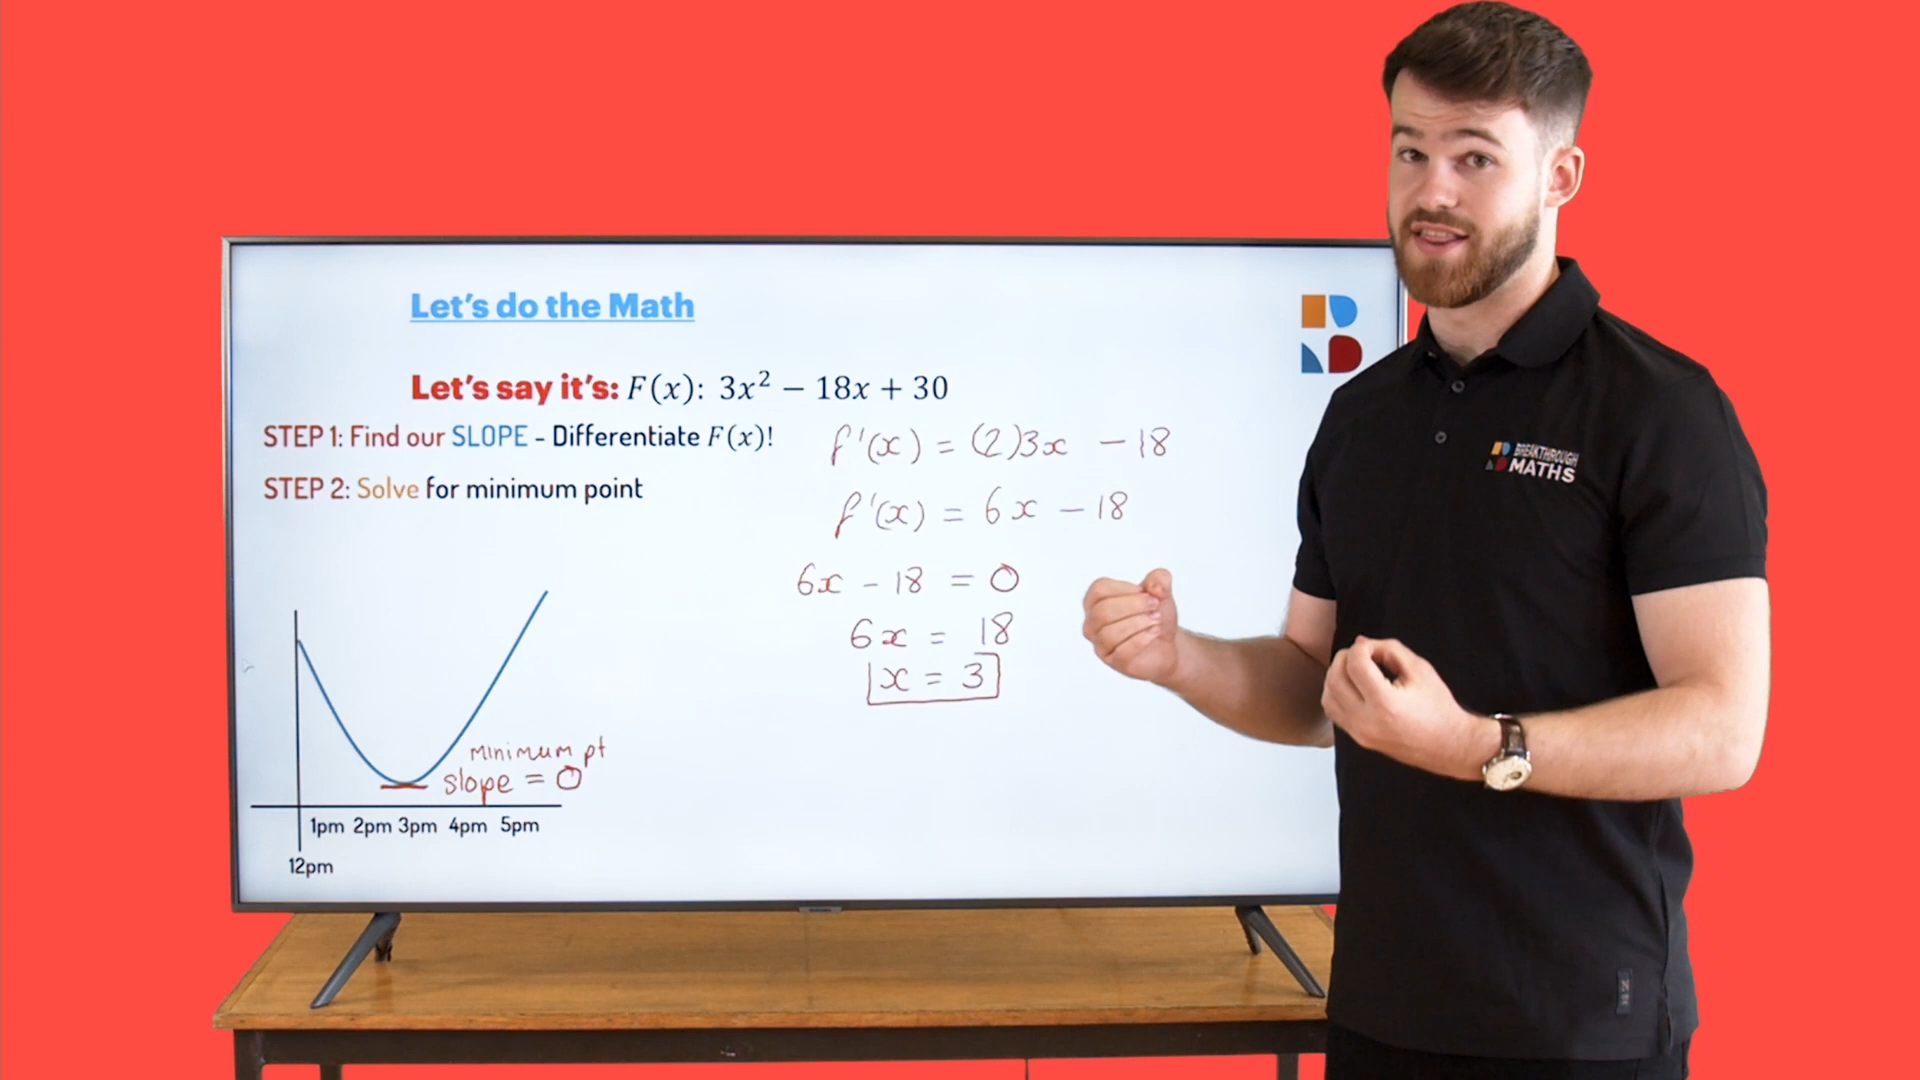 Let's do the Math
Let's say it's: F(x): 3x² − 18x + 30
STEP 1: Find our SLOPE - Differentiate F(x)!
STEP 2: Solve for minimum point
f'(x) = (2)3x − 18
f'(x) = 6x − 18
6x − 18 = 0
6x = 18
x = 3
minimum pt
slope = 0
1pm 2pm 3pm 4pm 5pm
12pm
BREAKTHROUGH
MATHS